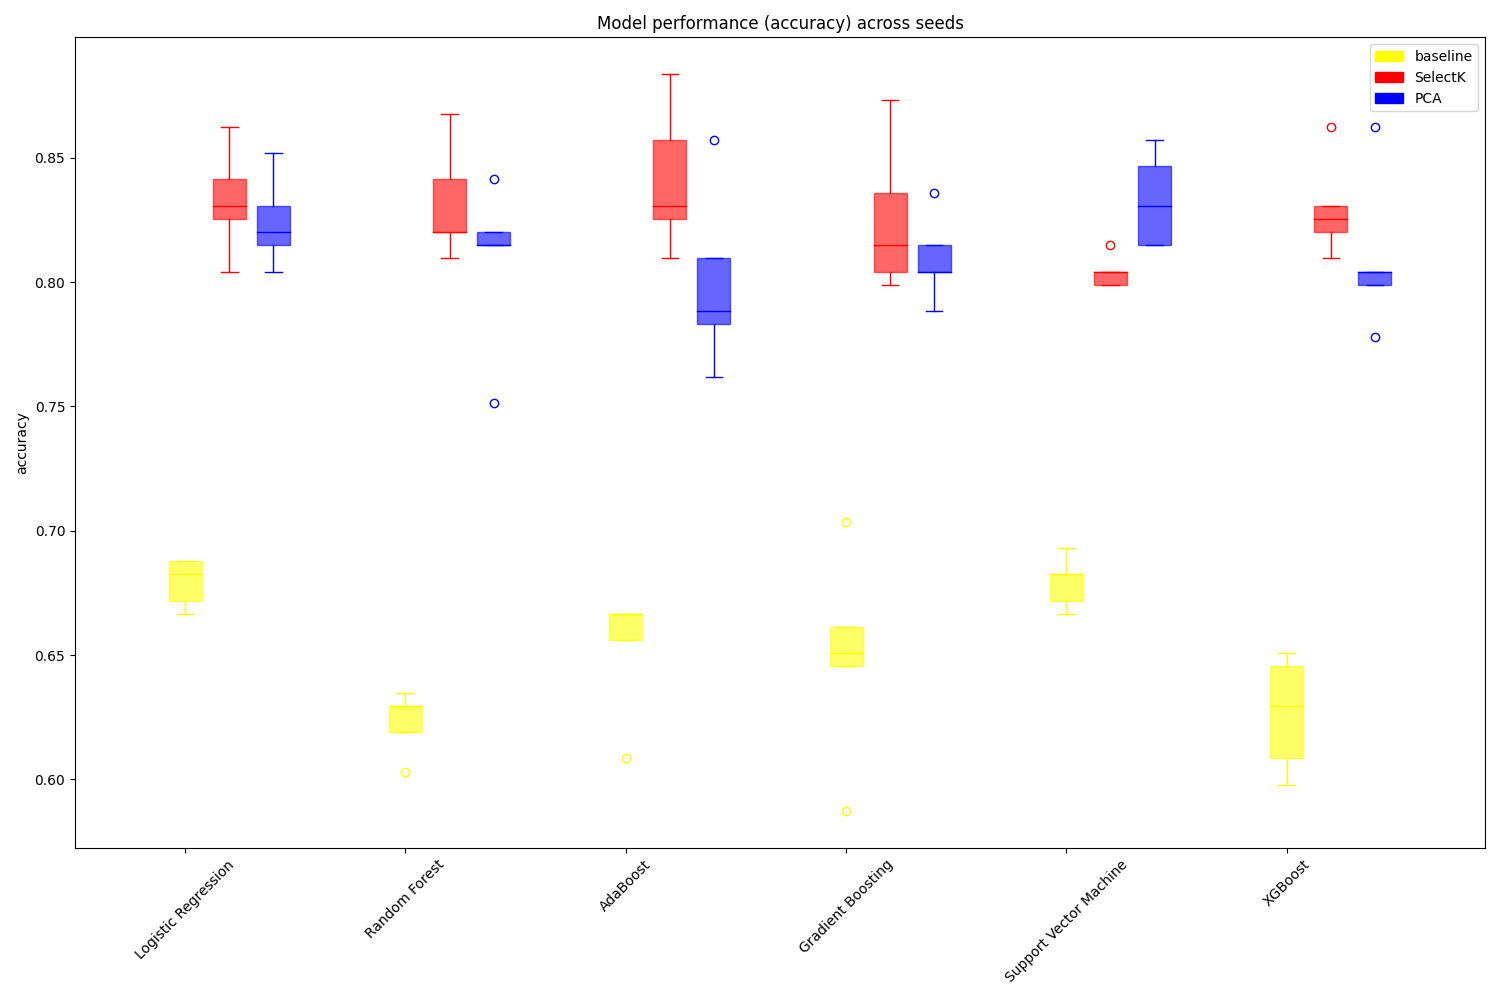 Model performance (accuracy) across seeds
baseline
SelectK
PCA
0.85
0.80
0.75
0.70
0.65
0.60
accuracy
Logistic Regression
Random Forest
AdaBoost
Gradient Boosting
Support Vector Machine
XGBoost